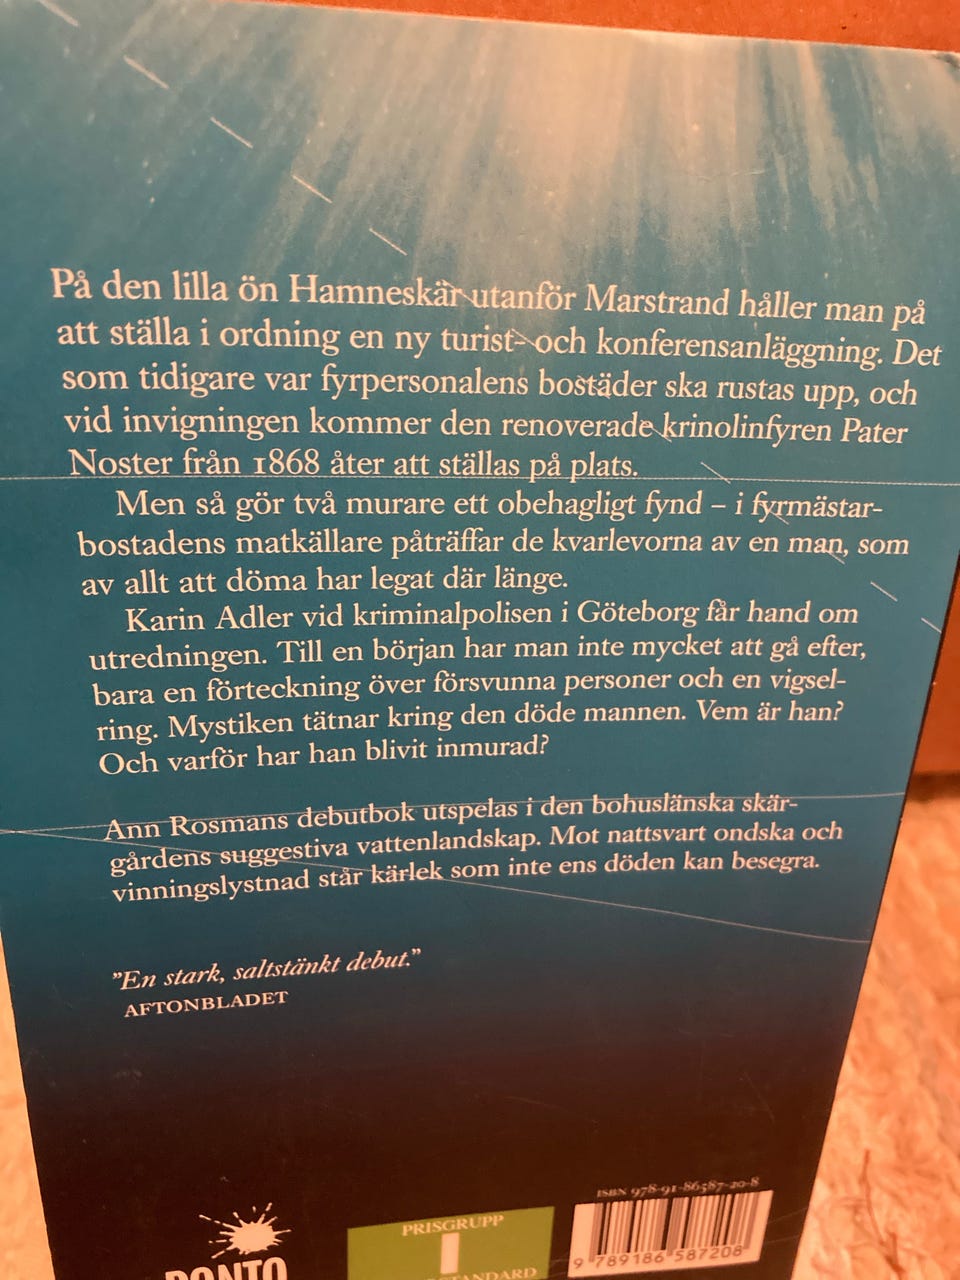 På den lilla ön Hamneskär utanför Marstrand håller man på
att ställa i ordning en ny turist- och konferensanläggning. Det
som tidigare var fyrpersonalens bostäder ska rustas upp, och
vid invigningen kommer den renoverade krinolinfyren Pater
Noster från 1868 åter att ställas på plats.
Men så gör två murare ett obehagligt fynd – i fyrmästar-
bostadens matkällare påträffar de kvarlevorna av en man, som
av allt att döma har legat där länge.
Karin Adler vid kriminalpolisen i Göteborg får hand om
utredningen. Till en början har man inte mycket att gå efter,
bara en förteckning över försvunna personer och en vigsel-
ring. Mystiken tätnar kring den döde mannen. Vem är han?
Och varför har han blivit inmurad?
Ann Rosmans debutbok utspelas i den bohuslänska skär-
gårdens suggestiva vattenlandskap. Mot nattsvart ondska och
vinningslystnad står kärlek som inte ens döden kan besegra.
”En stark, saltstänkt debut.”
AFTONBLADET
ISBN 978-91-86587-20-8
PRISGRUPP
I
STANDARD
PONTO
9 789186 587208